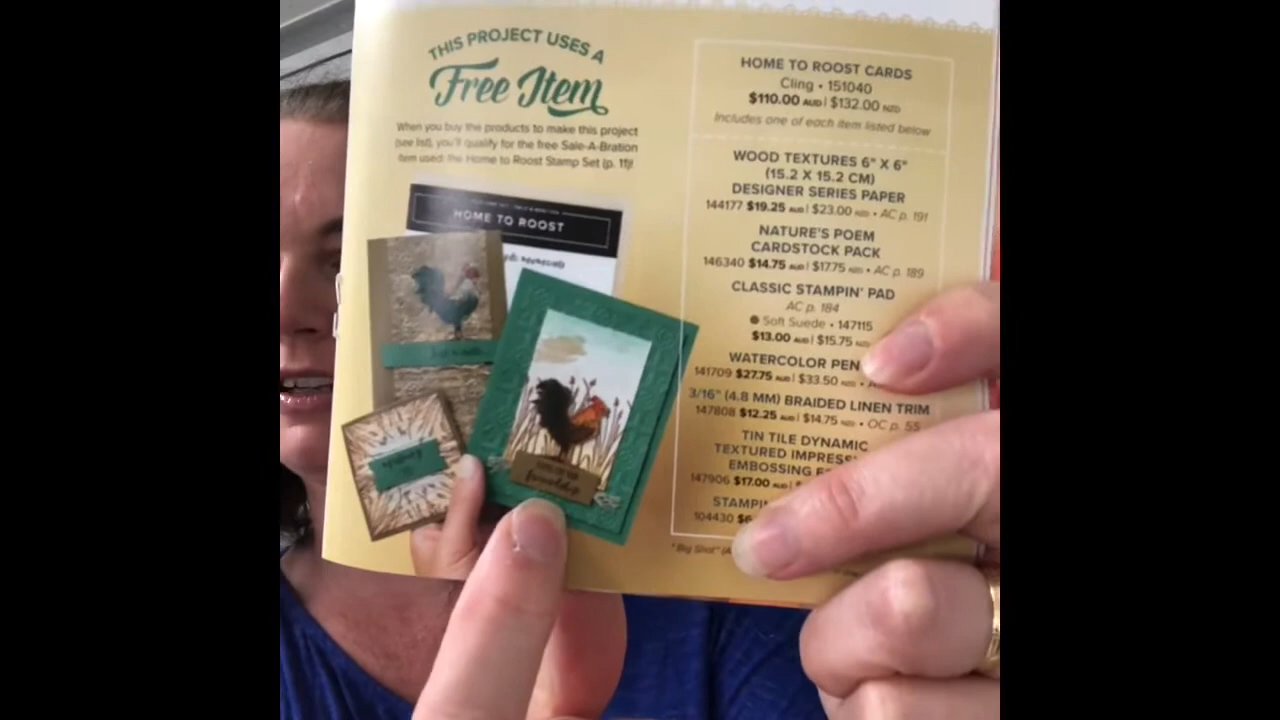 THIS PROJECT USES A
Free Item
When you buy the products to make this project
(see list), you'll qualify for the free Sale-A-Bration
item used: the Home to Roost Stamp Set (p. 11)!
HOME TO ROOST
friendship
HOME TO ROOST CARDS
Cling • 151040
$110.00 AUD | $132.00 NZD
Includes one of each item listed below
WOOD TEXTURES 6" X 6"
(15.2 X 15.2 CM)
DESIGNER SERIES PAPER
144177 $19.25 AUD | $23.00 NZD • AC p. 191
NATURE'S POEM
CARDSTOCK PACK
146340 $14.75 AUD | $17.75 NZD • AC p. 189
CLASSIC STAMPIN' PAD
AC p. 184
Soft Suede • 147115
$13.00 AUD | $15.75 NZD
WATERCOLOR PEN
141709 $27.75 AUD | $33.50 NZD •
3/16" (4.8 MM) BRAIDED LINEN TRIM
147808 $12.25 AUD | $14.75 NZD • OC p. 55
TIN TILE DYNAMIC
TEXTURED IMPRESS
EMBOSSING F
147906 $17.00 AUD |
STAMPIN
104430 $6
*Big Shot